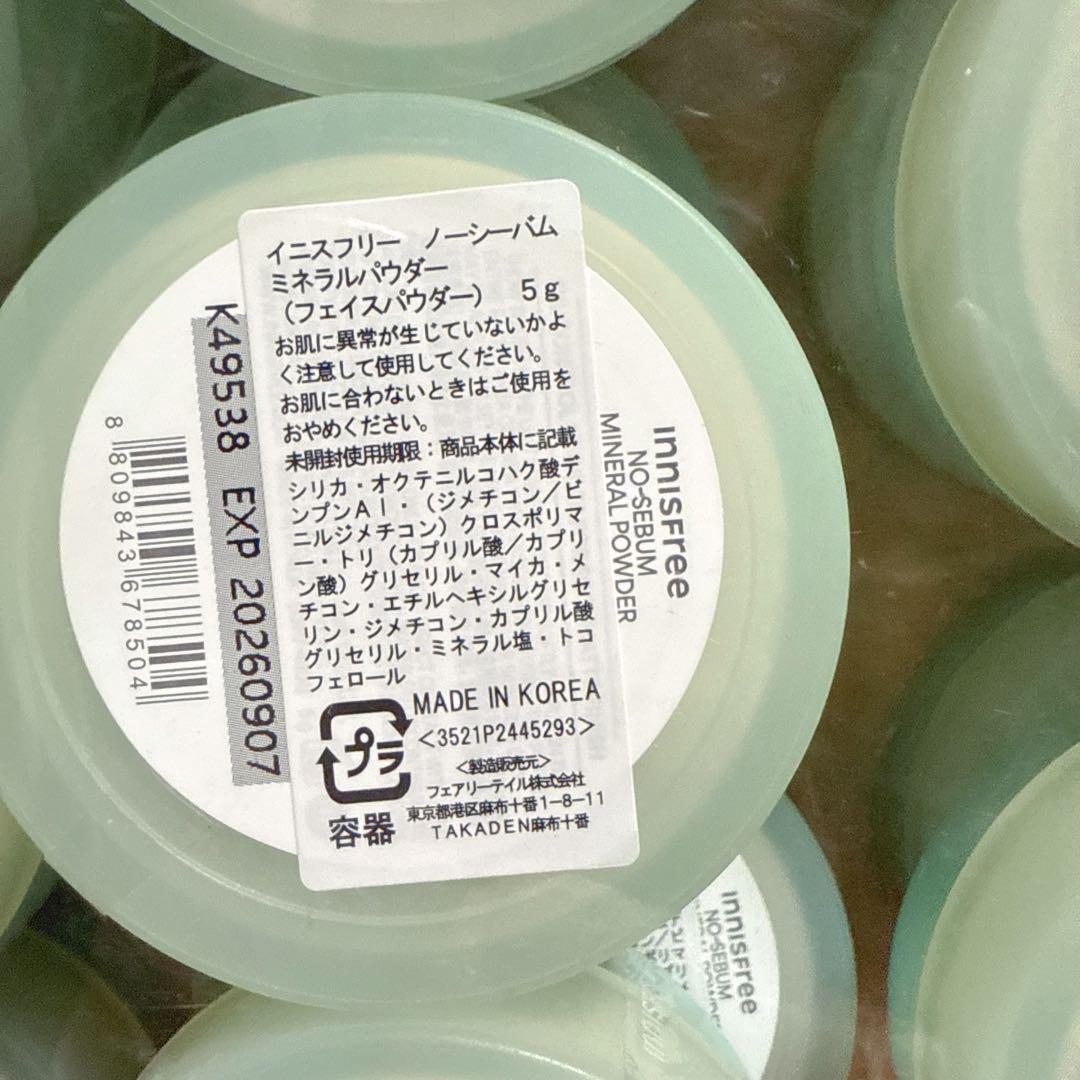 イニスフリー ノーシーバム
ミネラルパウダー
（フェイスパウダー） 5g
お肌に異常が生じていないかよ
く注意して使用してください。
お肌に合わないときはご使用を
おやめください。
未開封使用期限：商品本体に記載
シリカ・オクテニルコハク酸デ
ンプンAl・（ジメチコン／ビ
ニルジメチコン）クロスポリマ
ー・トリ（カプリル酸／カプリ
ン酸）グリセリル・マイカ・メ
チコン・エチルヘキシルグリセ
リン・ジメチコン・カプリル酸
グリセリル・ミネラル塩・トコ
フェロール
MADE IN KOREA
<3521P2445293>
プラ
容器
<製造販売元>
フェアリーテイル株式会社
東京都港区麻布十番1-8-11
TAKADEN麻布十番
K49538 EXP 20260907
8 809843 678504
innisfree
NO-SEBUM
MINERAL POWDER
innisfree
NO-SEBUM